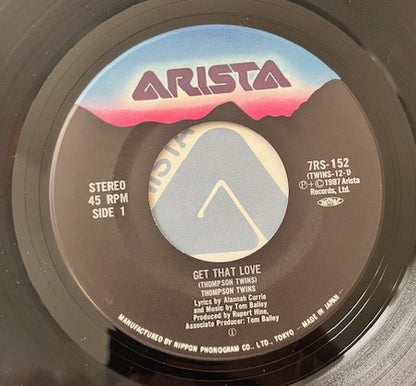 ARISTA
ARISTA
STEREO
45 RPM
SIDE 1
7RS-152
(TWINS-12-1)
Ⓟ+© 1987 Arista
Records, Ltd.
GET THAT LOVE
(THOMPSON TWINS)
THOMPSON TWINS
Lyrics by Alannah Currie
and Music by Tom Bailey
Produced by Rupert Hine,
Associate Producer: Tom Bailey
①
MANUFACTURED BY NIPPON PHONOGRAM CO., LTD., TOKYO – MADE IN JAPAN –